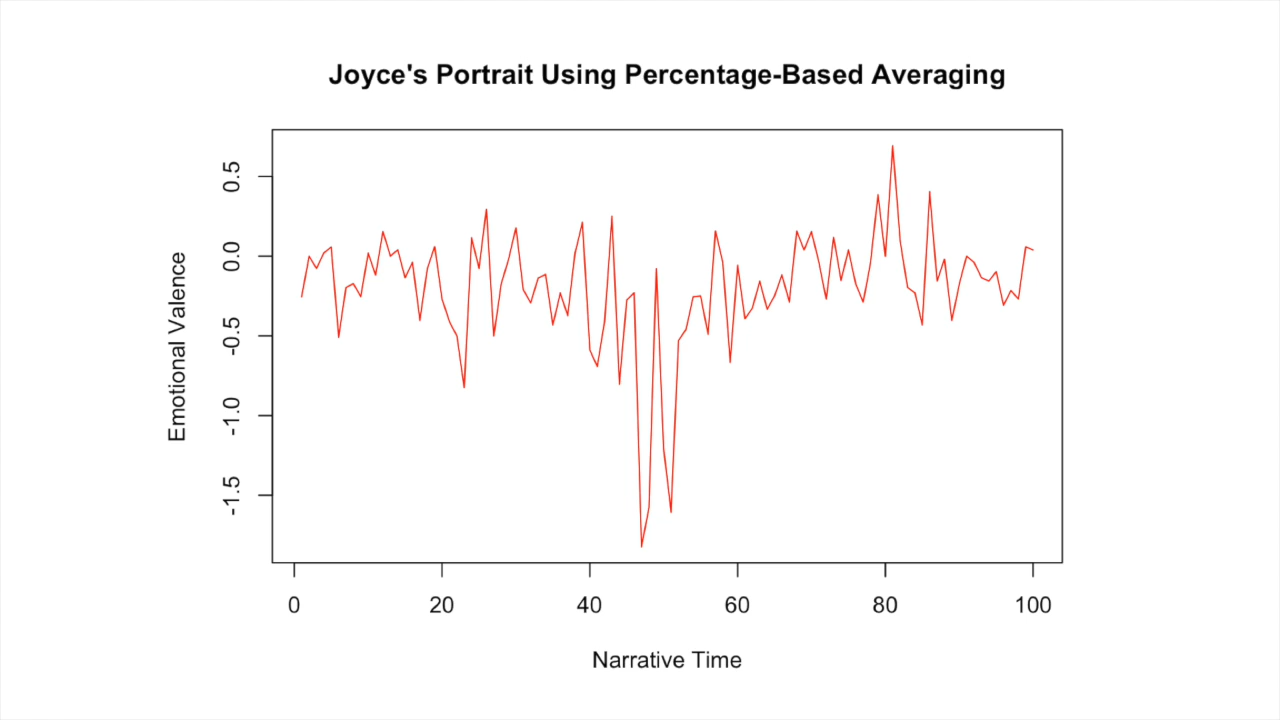 Joyce's Portrait Using Percentage-Based Averaging
Emotional Valence
0.5
0.0
-0.5
-1.0
-1.5
0 20 40 60 80 100
Narrative Time